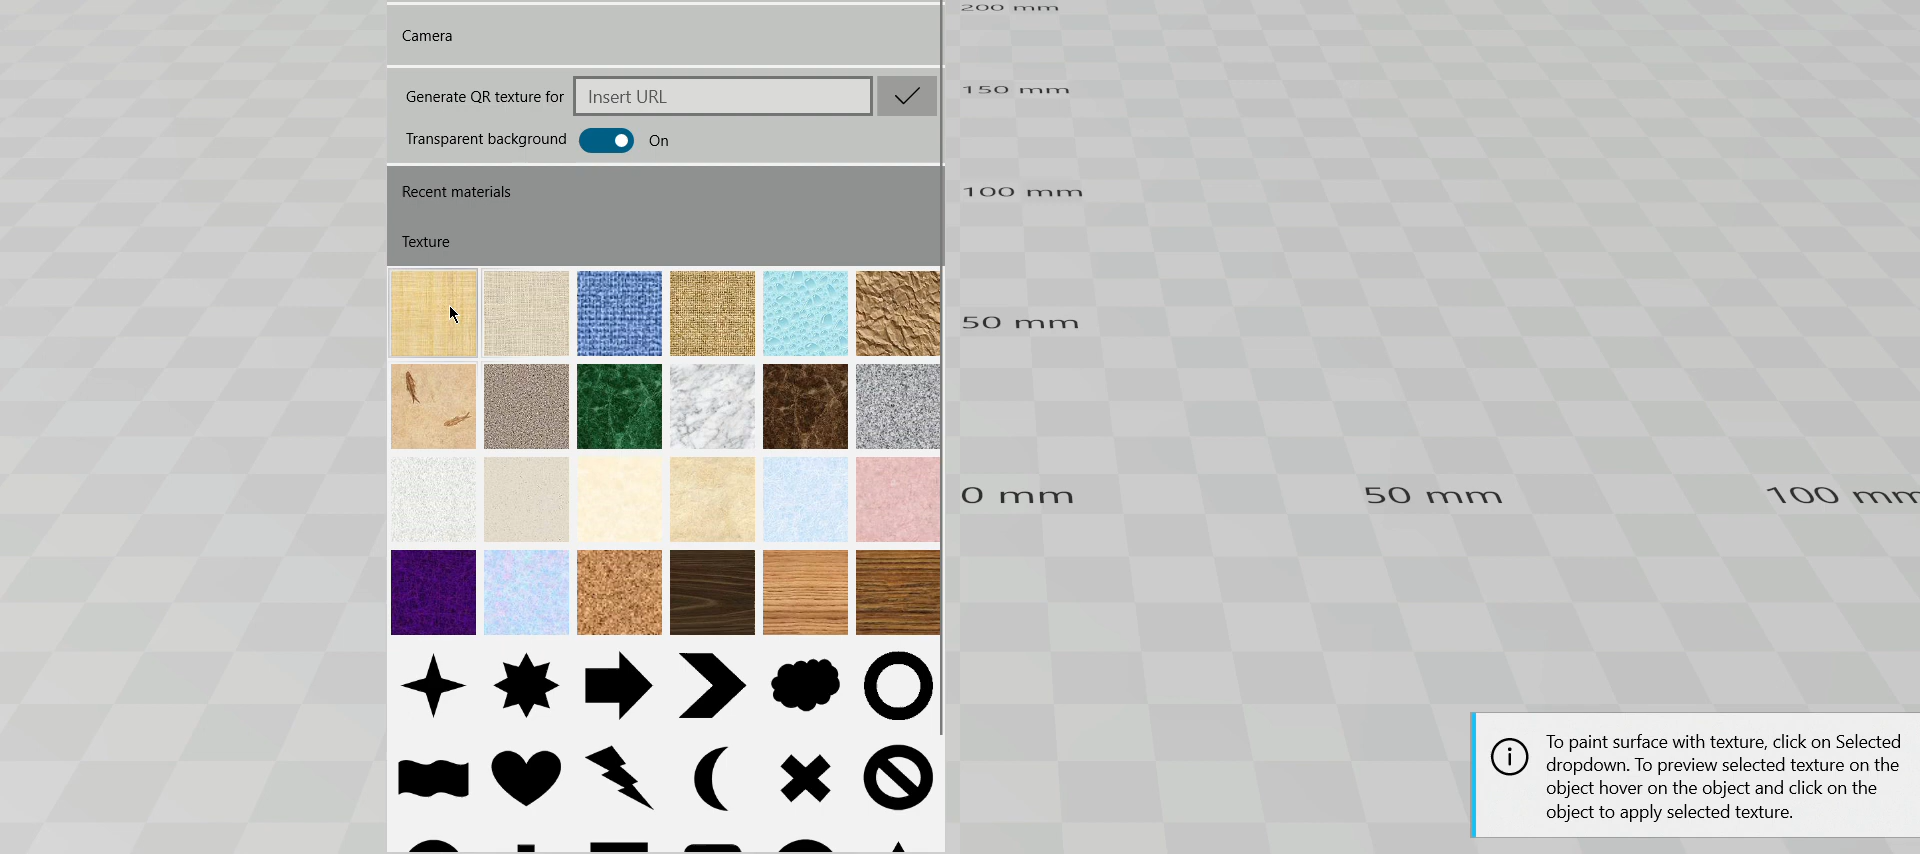 Camera
Generate QR texture for Insert URL
Transparent background On
Recent materials
Texture
200 mm
150 mm
100 mm
50 mm
0 mm 50 mm 100 mm
To paint surface with texture, click on Selected
dropdown. To preview selected texture on the
object hover on the object and click on the
object to apply selected texture.